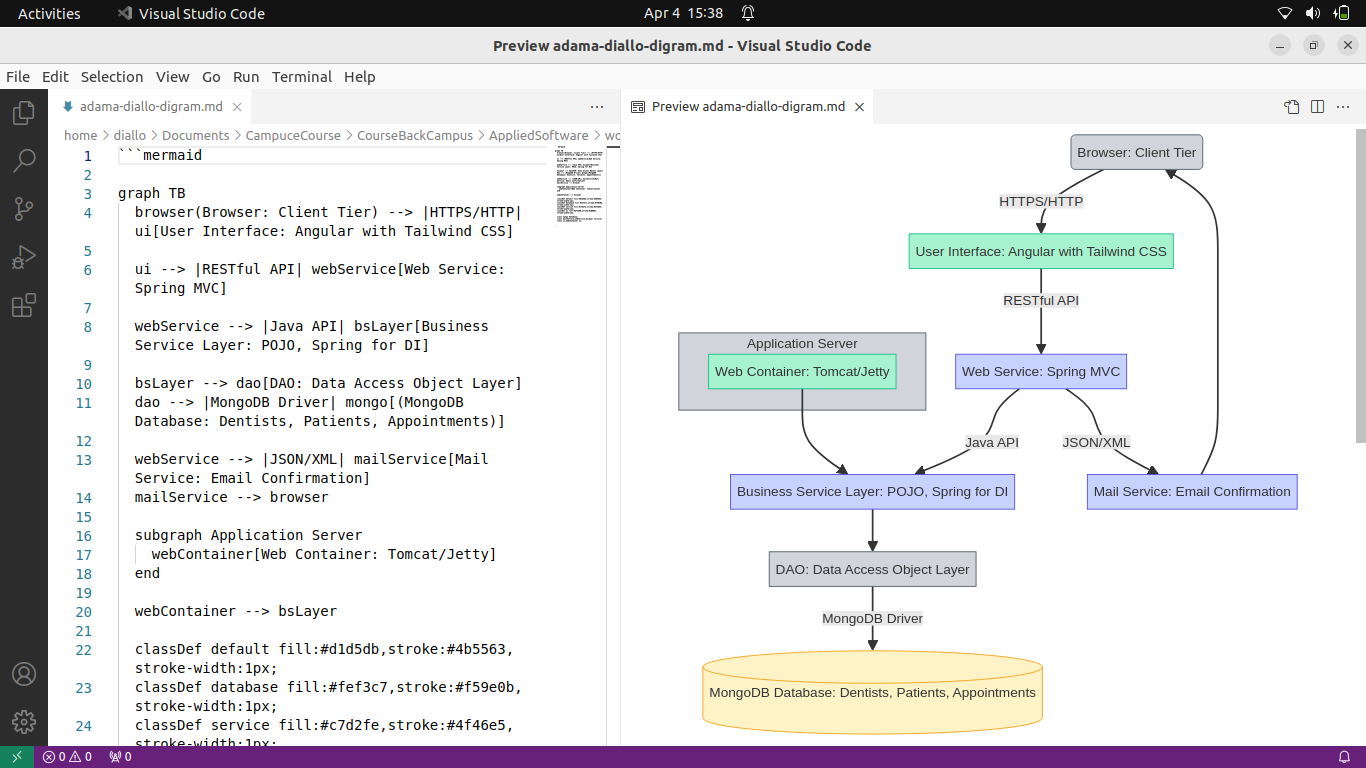 Activities
Visual Studio Code
Apr 4 15:38
Preview adama-diallo-digram.md - Visual Studio Code
File Edit Selection View Go Run Terminal Help
adama-diallo-digram.md
home > diallo > Documents > CampuceCourse > CourseBackCampus > AppliedSoftware > wo
1 ```mermaid
2
3 graph TB
4 browser(Browser: Client Tier) --> |HTTPS/HTTP|
ui[User Interface: Angular with Tailwind CSS]
5
6 ui --> |RESTful API| webService[Web Service:
Spring MVC]
7
8 webService --> |Java API| bsLayer[Business
Service Layer: POJO, Spring for DI]
9
10 bsLayer --> dao[DAO: Data Access Object Layer]
11 dao --> |MongoDB Driver| mongo[(MongoDB
Database: Dentists, Patients, Appointments)]
12
13 webService --> |JSON/XML| mailService[Mail
Service: Email Confirmation]
14 mailService --> browser
15
16 subgraph Application Server
17 webContainer[Web Container: Tomcat/Jetty]
18 end
19
20 webContainer --> bsLayer
21
22 classDef default fill:#d1d5db,stroke:#4b5563,
stroke-width:1px;
23 classDef database fill:#fef3c7,stroke:#f59e0b,
stroke-width:1px;
24 classDef service fill:#c7d2fe,stroke:#4f46e5,
stroke-width:1px;
Preview adama-diallo-digram.md
Browser: Client Tier
HTTPS/HTTP
User Interface: Angular with Tailwind CSS
RESTful API
Application Server
Web Container: Tomcat/Jetty
Web Service: Spring MVC
Java API
JSON/XML
Business Service Layer: POJO, Spring for DI
Mail Service: Email Confirmation
DAO: Data Access Object Layer
MongoDB Driver
MongoDB Database: Dentists, Patients, Appointments
0 0 0